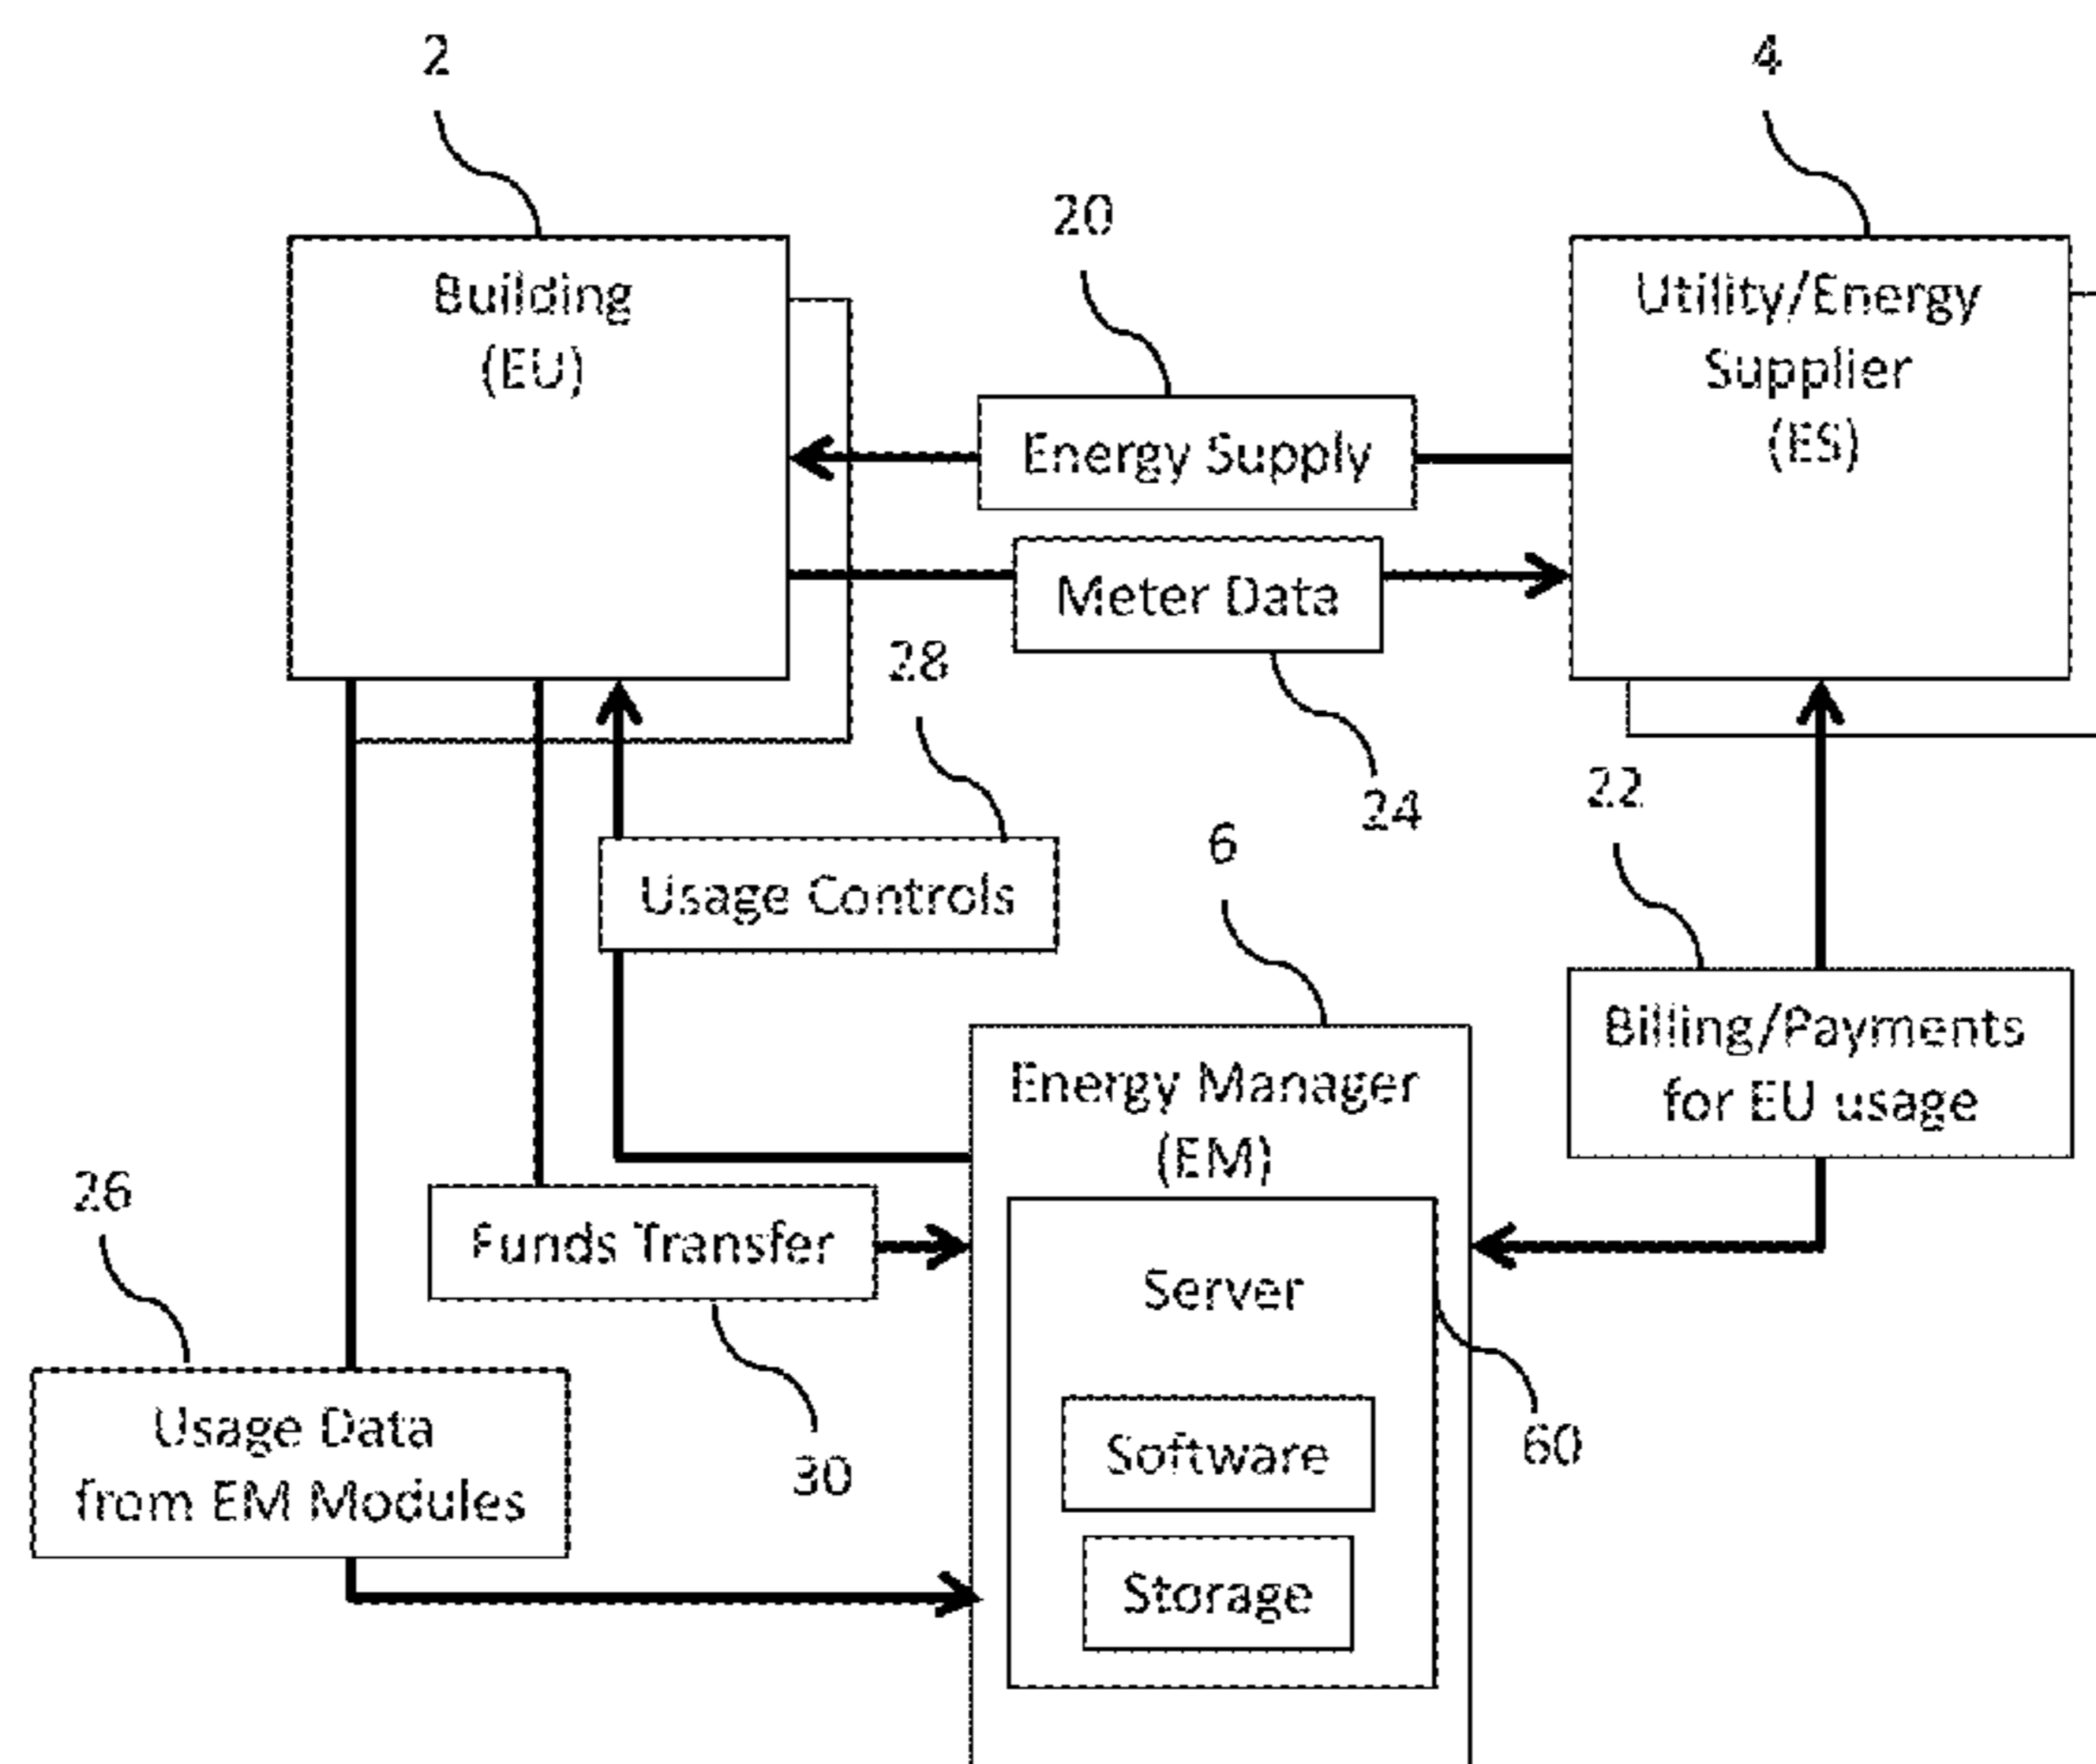 2
4
20
Building
(EU)
Utility/Energy
Supplier
(ES)
Energy Supply
Meter Data
28
24
22
6
Usage Controls
Billing/Payments
for EU usage
Energy Manager
(EM)
26
Funds Transfer
Server
Usage Data
from EM Modules
30
Software
60
Storage